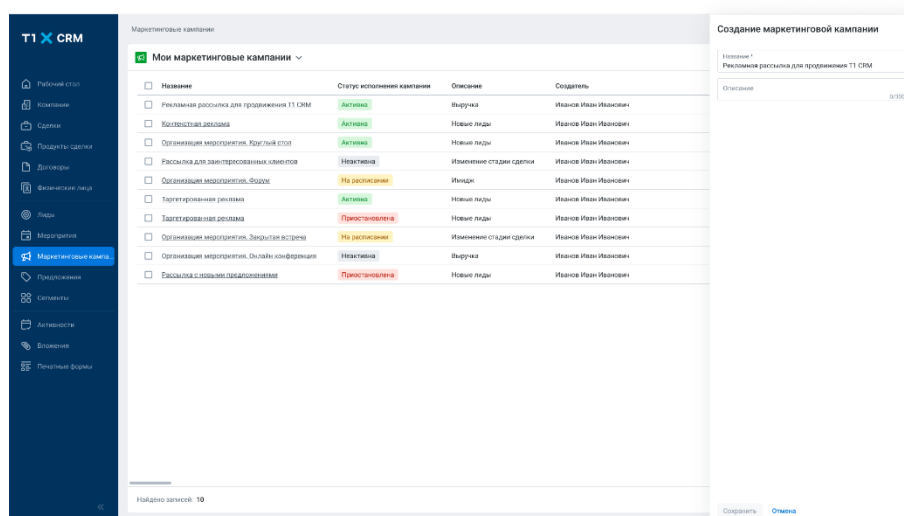 T1 X CRM
Рабочий стол
Компании
Сделки
Продукты сделки
Договоры
Физические лица
Лиды
Мероприятия
Маркетинговые кампа...
Предложения
Сегменты
Активности
Вложения
Печатные формы
Маркетинговые кампании
Мои маркетинговые кампании
Название Статус исполнения кампании Описание Создатель
Рекламная рассылка для продвижения T1 CRM Активна Выручка Иванов Иван Иванович
Контекстная реклама Активна Новые лиды Иванов Иван Иванович
Организация мероприятия. Круглый стол Активна Новые лиды Иванов Иван Иванович
Рассылка для заинтересованных клиентов Неактивна Изменение стадии сделки Иванов Иван Иванович
Организация мероприятия. Форум На расписании Имидж Иванов Иван Иванович
Таргетированная реклама Активна Новые лиды Иванов Иван Иванович
Таргетированная реклама Приостановлена Новые лиды Иванов Иван Иванович
Организация мероприятия. Закрытая встреча На расписании Изменение стадии сделки Иванов Иван Иванович
Организация мероприятия. Онлайн конференция Неактивна Выручка Иванов Иван Иванович
Рассылка с новыми предложениями Приостановлена Новые лиды Иванов Иван Иванович
Найдено записей: 10
Создание маркетинговой кампании
Название *
Рекламная рассылка для продвижения T1 CRM
Описание
Сохранить Отмена